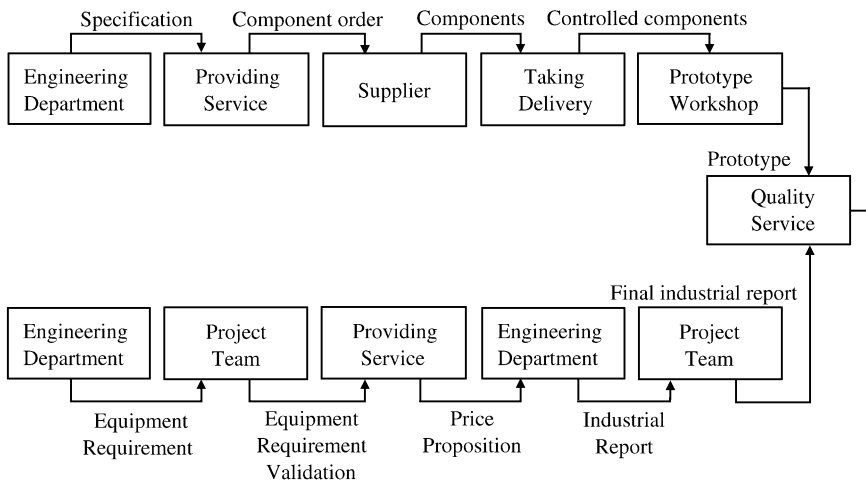 Specification
Component order
Components
Controlled components
Engineering
Department
Providing
Service
Supplier
Taking
Delivery
Prototype
Workshop
Prototype
Quality
Service
Final industrial report
Engineering
Department
Project
Team
Providing
Service
Engineering
Department
Project
Team
Equipment
Requirement
Equipment
Requirement
Validation
Price
Proposition
Industrial
Report